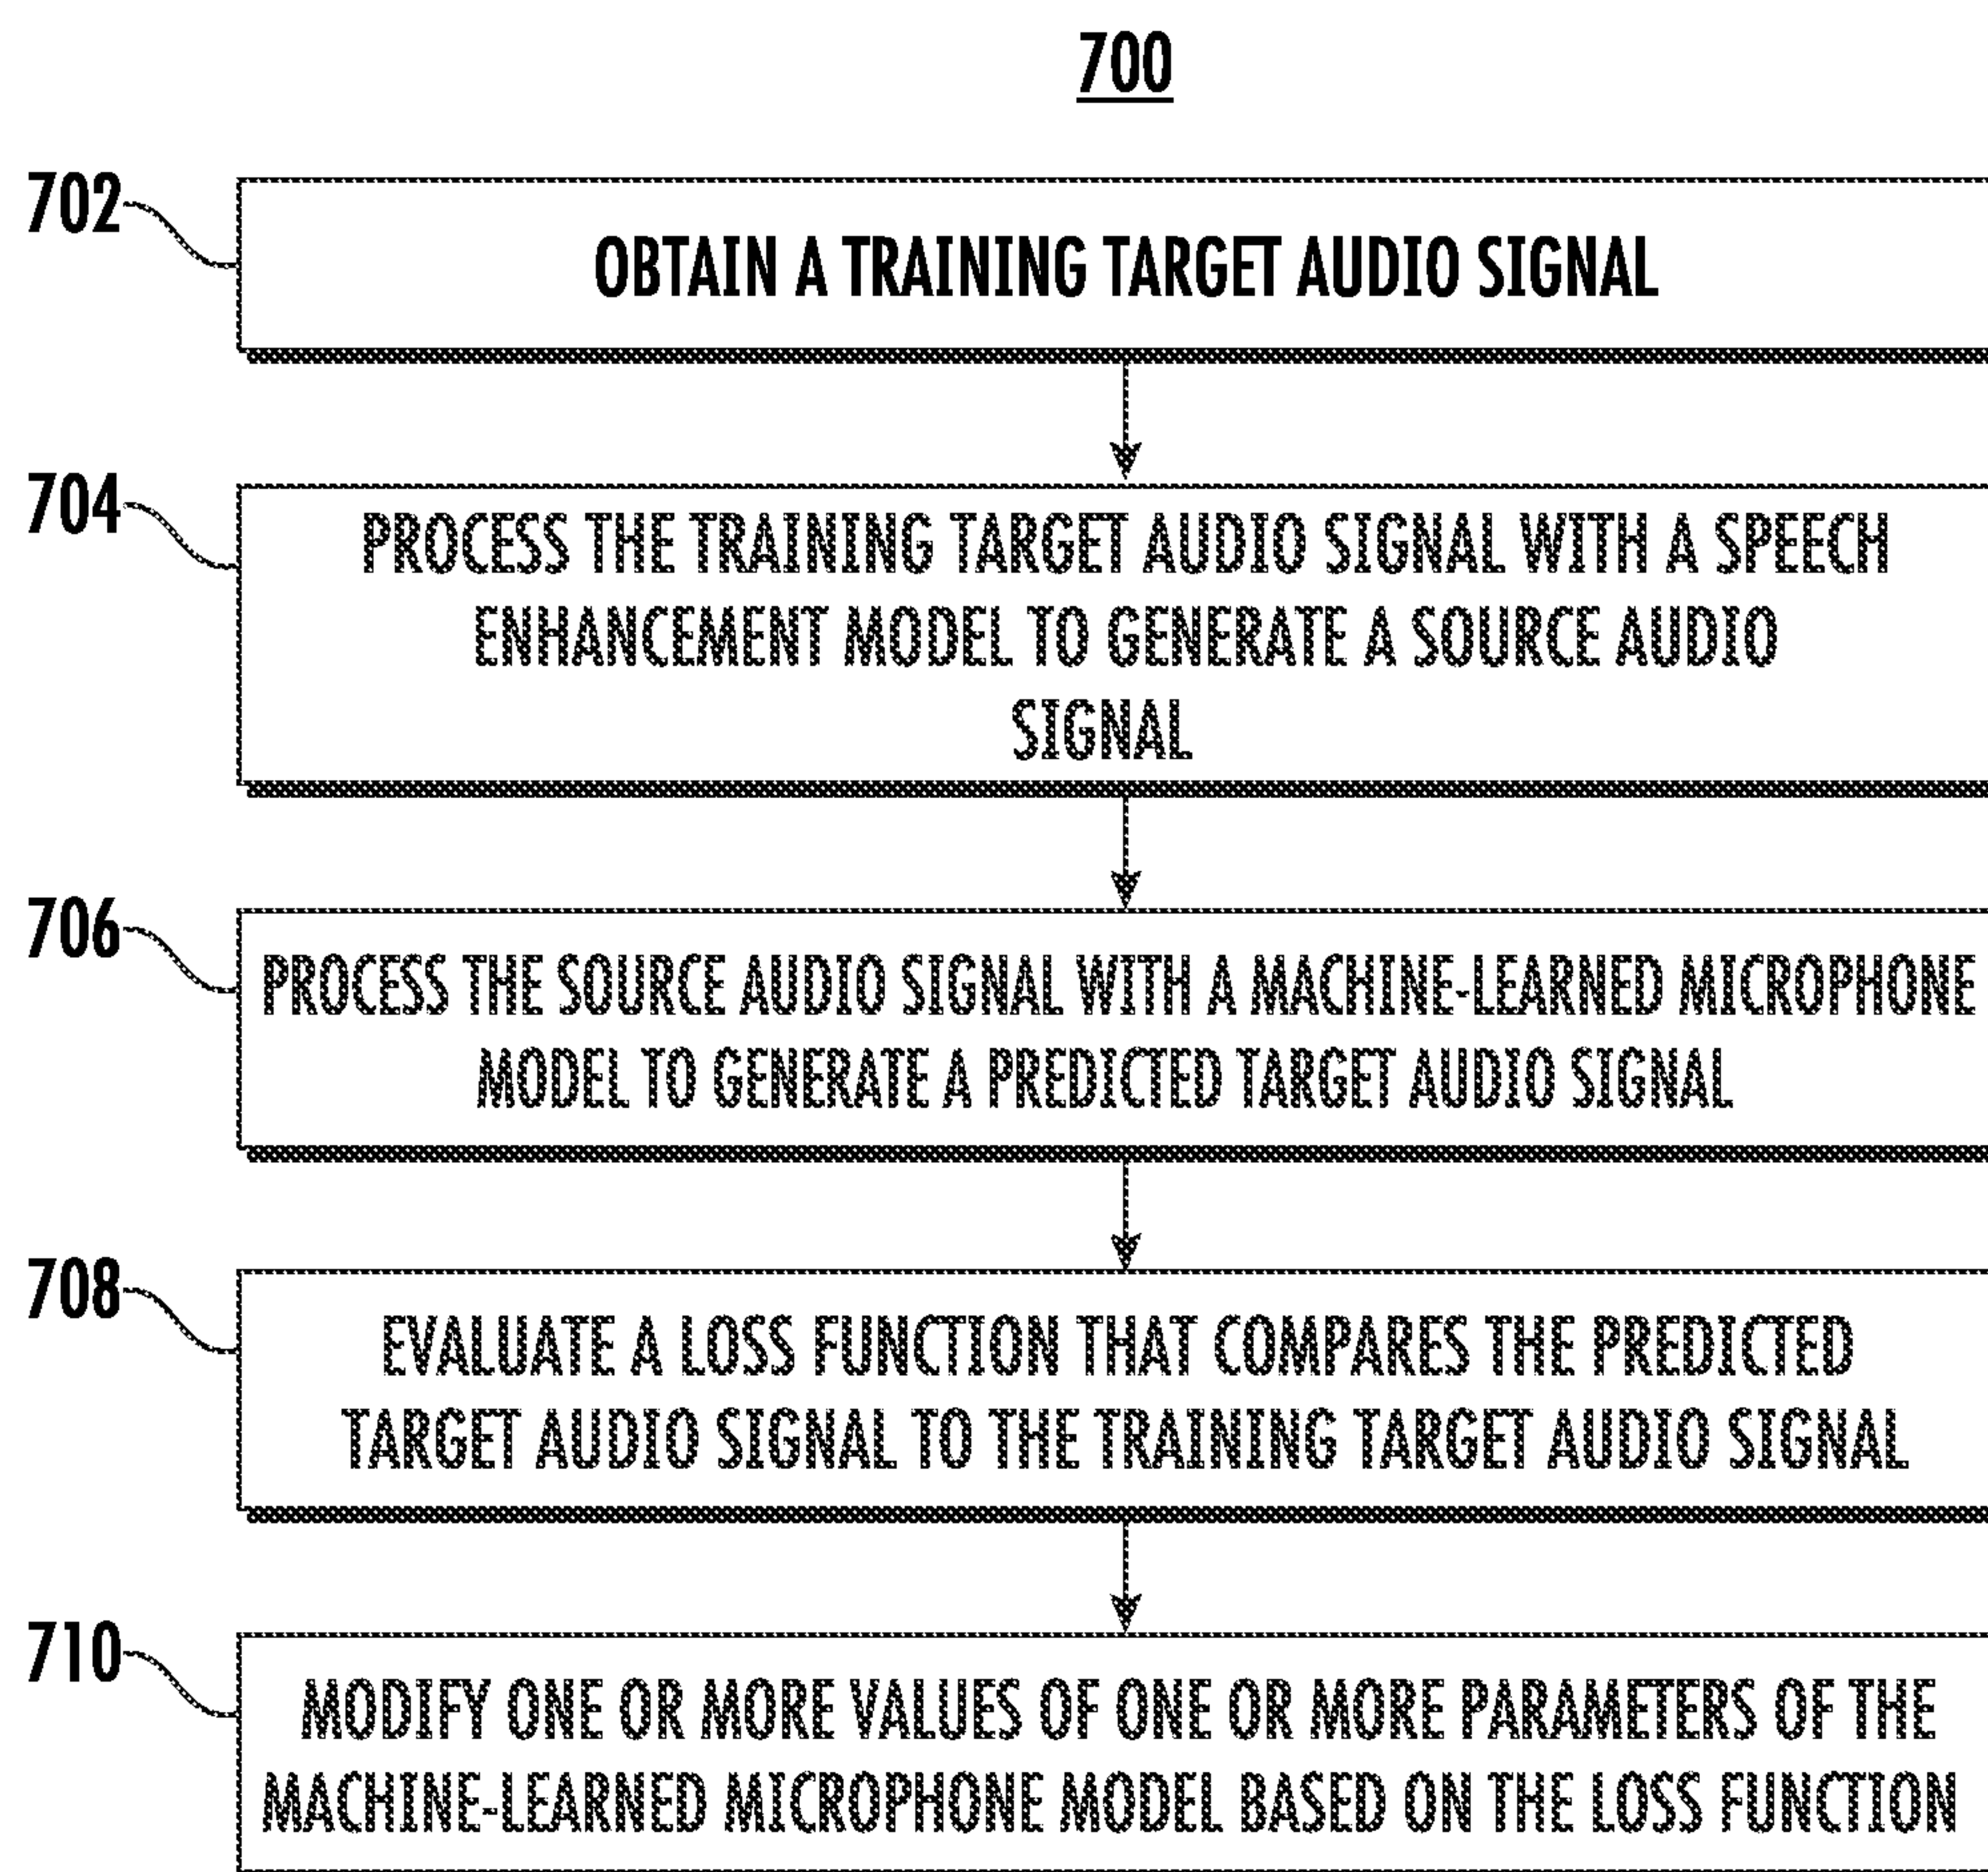 700
702
OBTAIN A TRAINING TARGET AUDIO SIGNAL
704
PROCESS THE TRAINING TARGET AUDIO SIGNAL WITH A SPEECH
ENHANCEMENT MODEL TO GENERATE A SOURCE AUDIO
SIGNAL
706
PROCESS THE SOURCE AUDIO SIGNAL WITH A MACHINE-LEARNED MICROPHONE
MODEL TO GENERATE A PREDICTED TARGET AUDIO SIGNAL
708
EVALUATE A LOSS FUNCTION THAT COMPARES THE PREDICTED
TARGET AUDIO SIGNAL TO THE TRAINING TARGET AUDIO SIGNAL
710
MODIFY ONE OR MORE VALUES OF ONE OR MORE PARAMETERS OF THE
MACHINE-LEARNED MICROPHONE MODEL BASED ON THE LOSS FUNCTION